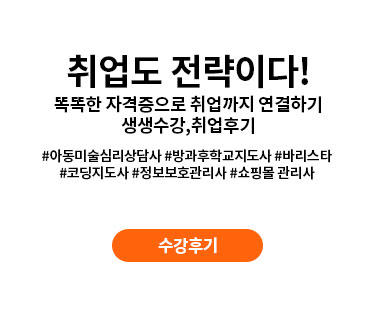 취업도 전략이다!
똑똑한 자격증으로 취업까지 연결하기
생생수강,취업후기
#아동미술심리상담사 #방과후학교지도사 #바리스타
#코딩지도사 #정보보호관리사 #쇼핑몰 관리사
수강후기